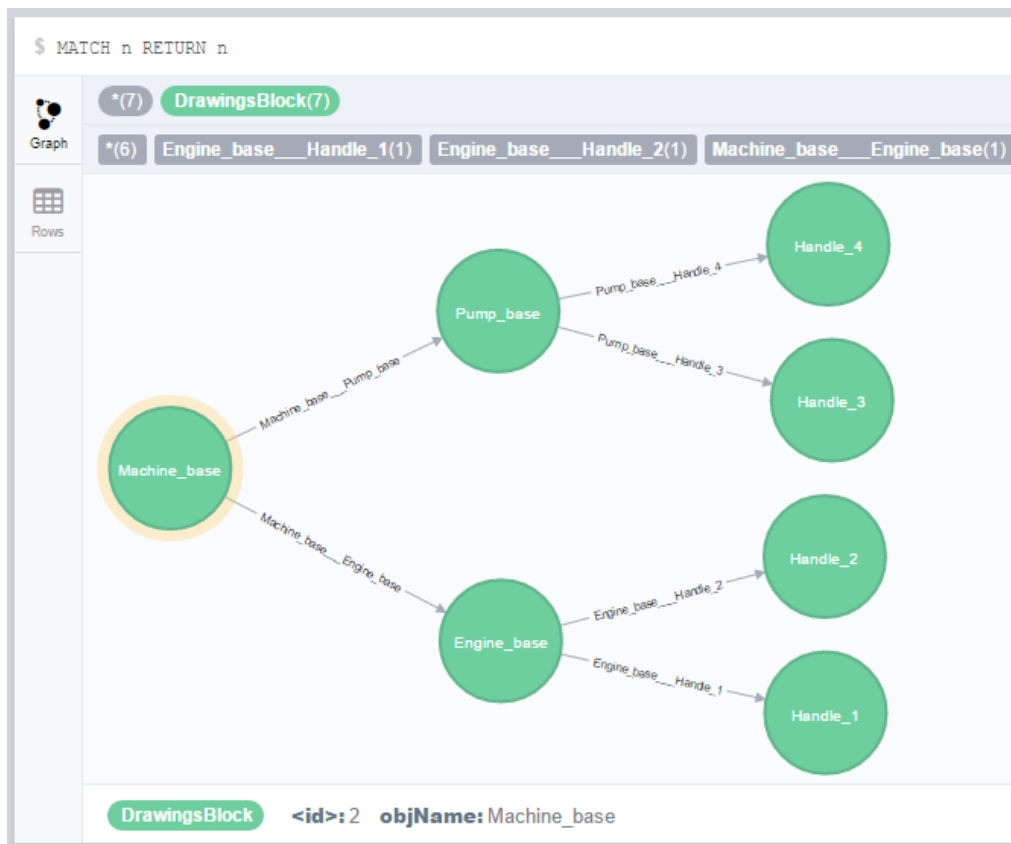 $ MATCH n RETURN n
Graph
Rows
*(7) DrawingsBlock(7)
*(6) Engine_base___Handle_1(1) Engine_base___Handle_2(1) Machine_base___Engine_base(1)
Handle_4
Pump_base___Handle_4
Pump_base
Pump_base___Handle_3
Handle_3
Machine_base___Pump_base
Machine_base
Machine_base___Engine_base
Handle_2
Engine_base___Handle_2
Engine_base
Engine_base___Handle_1
Handle_1
DrawingsBlock <id>: 2 objName: Machine_base